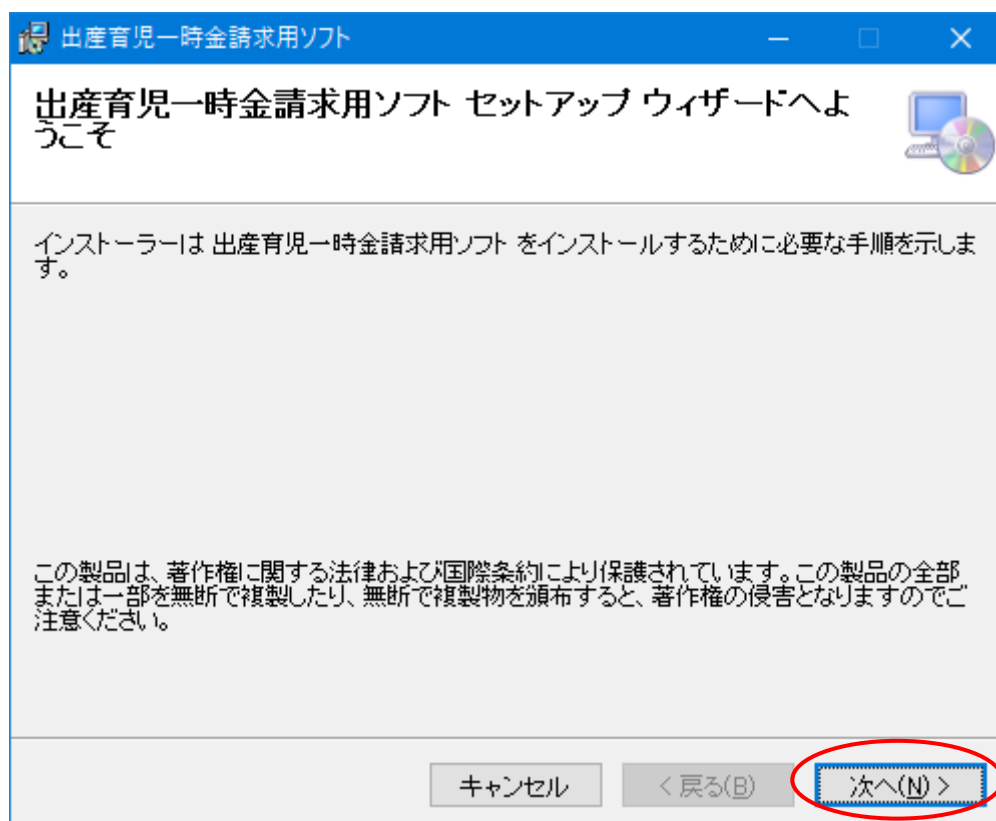 出産育児一時金請求用ソフト
出産育児一時金請求用ソフト セットアップ ウィザードへよ
うこそ
インストーラーは 出産育児一時金請求用ソフト をインストールするために必要な手順を示しま
す。
この製品は、著作権に関する法律および国際条約により保護されています。この製品の全部
または一部を無断で複製したり、無断で複製物を頒布すると、著作権の侵害となりますのでご
注意ください。
キャンセル
< 戻る(B)
次へ(N) >